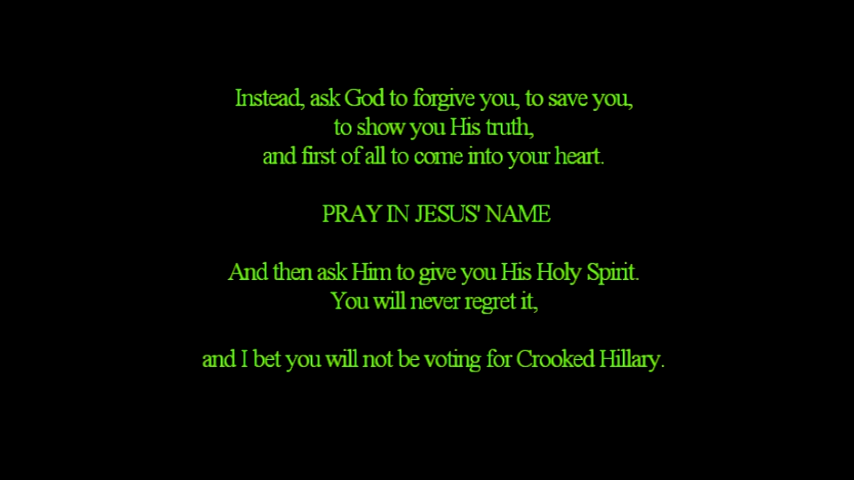 Instead, ask God to forgive you, to save you,
to show you His truth,
and first of all to come into your heart.
PRAY IN JESUS' NAME
And then ask Him to give you His Holy Spirit.
You will never regret it,
and I bet you will not be voting for Crooked Hillary.